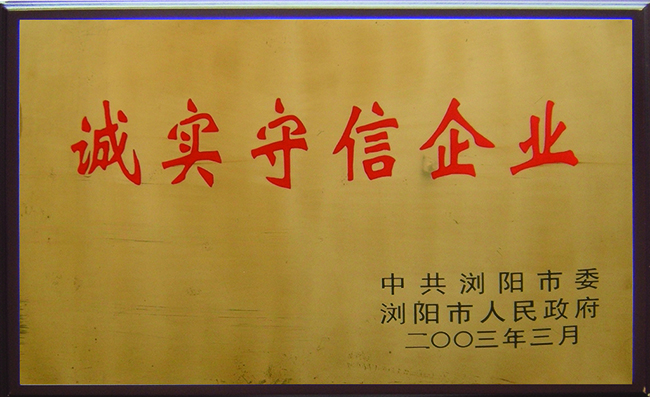 诚实守信企业
中共浏阳市委
浏阳市人民政府
二〇〇三年三月